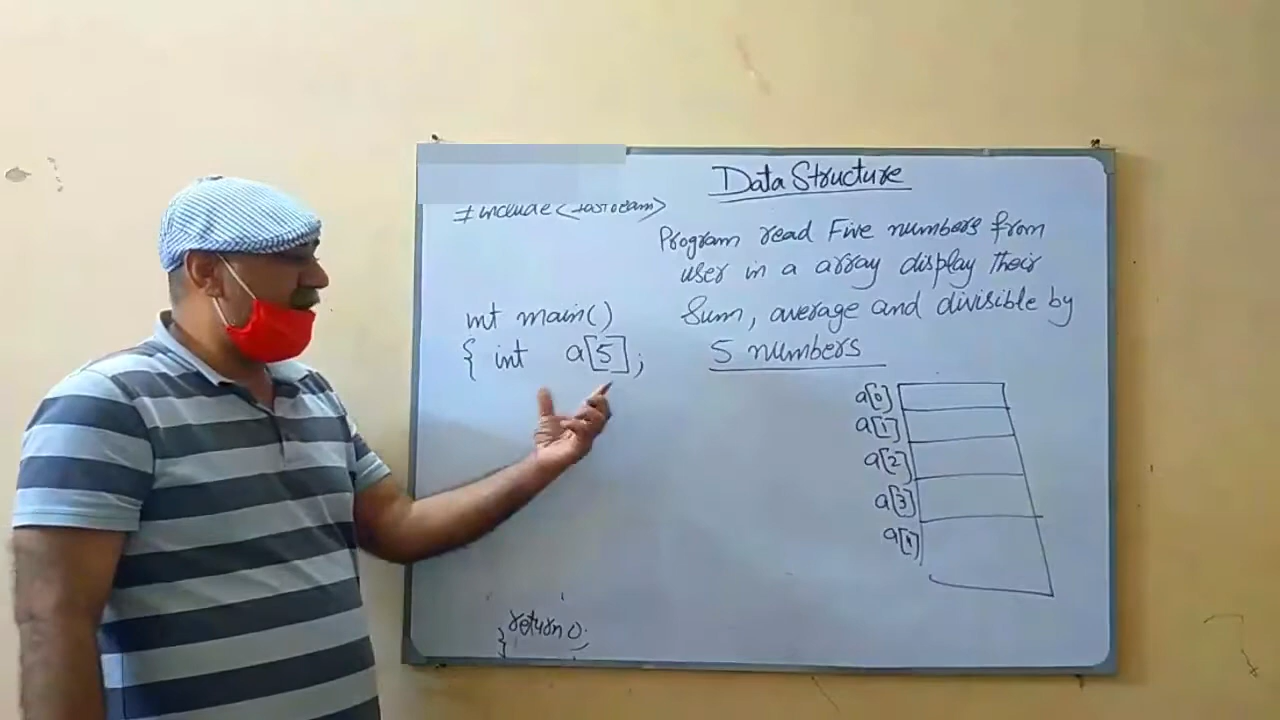 Data Structure
#include<iostream>
Program read Five numbers from
user in a array display their
Sum, average and divisible by
5 numbers
int main()
{ int a[5];
a[0]
a[1]
a[2]
a[3]
a[4]
return 0;
}